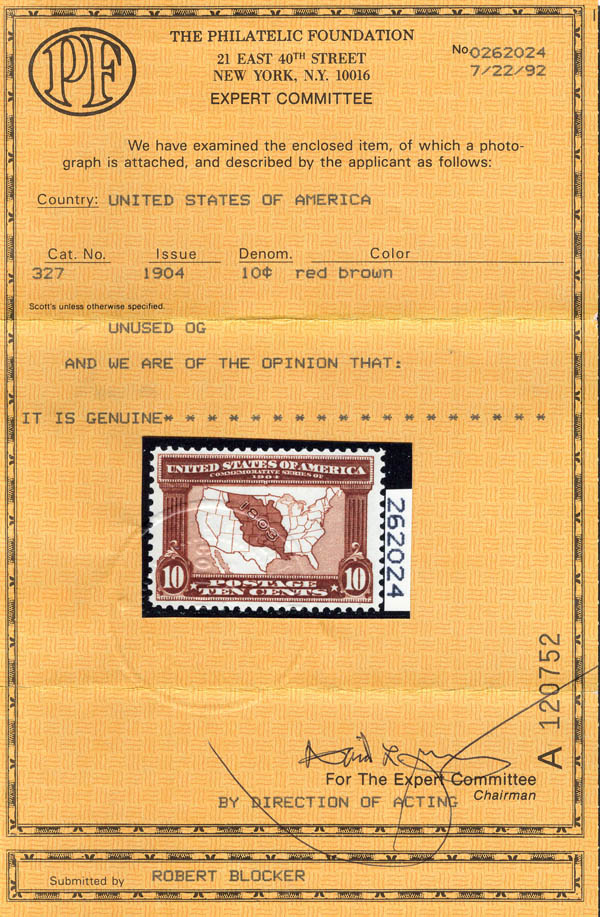 PF
THE PHILATELIC FOUNDATION
21 EAST 40TH STREET
NEW YORK, N.Y. 10016
EXPERT COMMITTEE
No 0262024
7/22/92
We have examined the enclosed item, of which a photo-
graph is attached, and described by the applicant as follows:
Country: UNITED STATES OF AMERICA
Cat. No. Issue Denom. Color
327 1904 10¢ red brown
Scott's unless otherwise specified.
UNUSED OG
AND WE ARE OF THE OPINION THAT:
IT IS GENUINE* * * * * * * * * * * * * * * * * *
UNITED STATES OF AMERICA
COMMEMORATIVE SERIES OF
1904
1803
10 10
POSTAGE
TEN CENTS
262024
A 120752
For The Expert Committee
Chairman
BY DIRECTION OF ACTING
Submitted by ROBERT BLOCKER